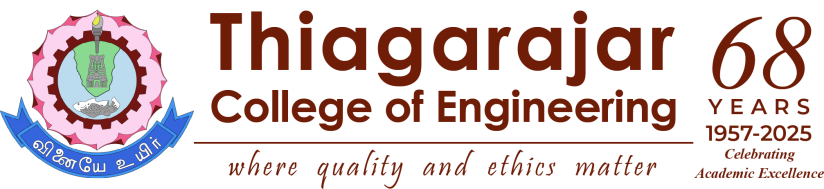 வினையே உயிர்
Thiagarajar
College of Engineering
where quality and ethics matter
68
YEARS
1957-2025
Celebrating
Academic Excellence